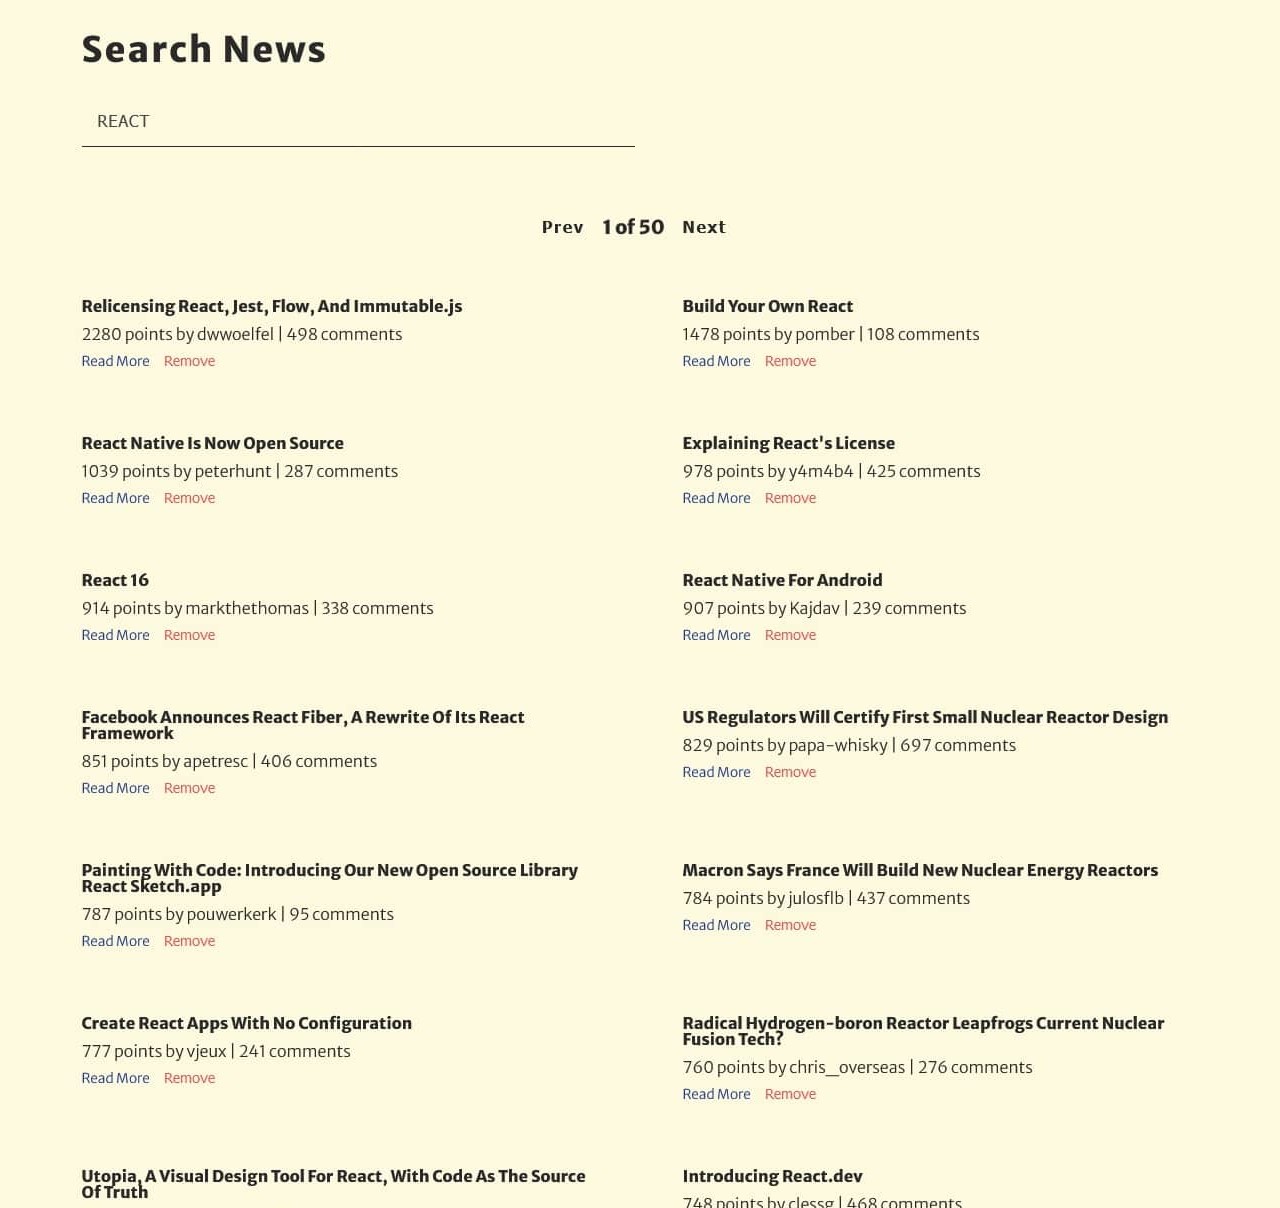 Search News
REACT
Prev 1 of 50 Next
Relicensing React, Jest, Flow, And Immutable.js
2280 points by dwwoelfel | 498 comments
Read More Remove
Build Your Own React
1478 points by pomber | 108 comments
Read More Remove
React Native Is Now Open Source
1039 points by peterhunt | 287 comments
Read More Remove
Explaining React's License
978 points by y4m4b4 | 425 comments
Read More Remove
React 16
914 points by markthethomas | 338 comments
Read More Remove
React Native For Android
907 points by Kajdav | 239 comments
Read More Remove
Facebook Announces React Fiber, A Rewrite Of Its React
Framework
851 points by apetresc | 406 comments
Read More Remove
US Regulators Will Certify First Small Nuclear Reactor Design
829 points by papa-whisky | 697 comments
Read More Remove
Painting With Code: Introducing Our New Open Source Library
React Sketch.app
787 points by pouwerkerk | 95 comments
Read More Remove
Macron Says France Will Build New Nuclear Energy Reactors
784 points by julosflb | 437 comments
Read More Remove
Create React Apps With No Configuration
777 points by vjeux | 241 comments
Read More Remove
Radical Hydrogen-boron Reactor Leapfrogs Current Nuclear
Fusion Tech?
760 points by chris_overseas | 276 comments
Read More Remove
Utopia, A Visual Design Tool For React, With Code As The Source
Of Truth
Introducing React.dev
748 points by clessg | 468 comments